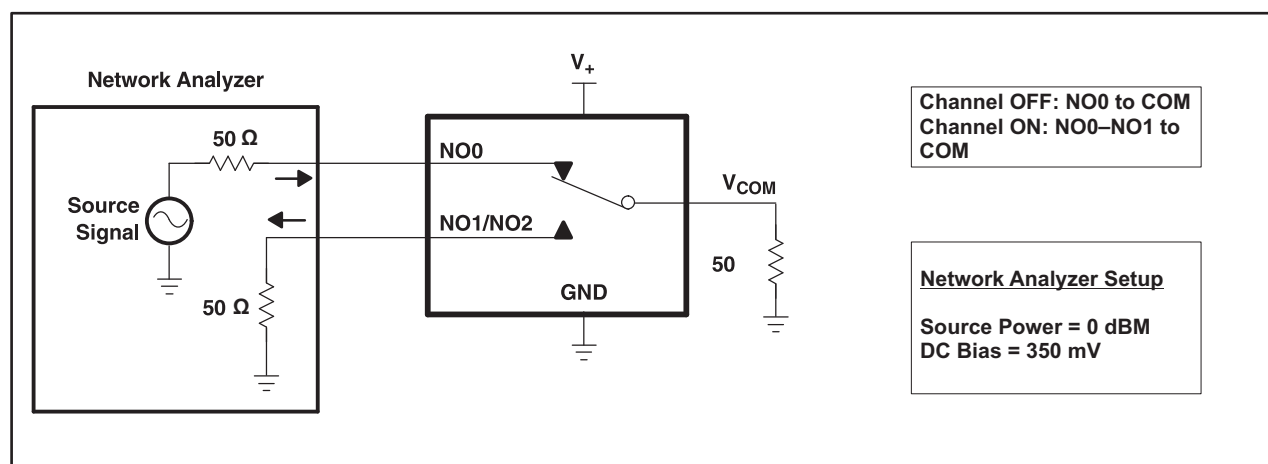 V+
Network Analyzer
Channel OFF: NO0 to COM
Channel ON: NO0–NO1 to
COM
50 Ω
NO0
VCOM
Source
Signal
NO1/NO2
50
GND
50 Ω
Network Analyzer Setup
Source Power = 0 dBM
DC Bias = 350 mV